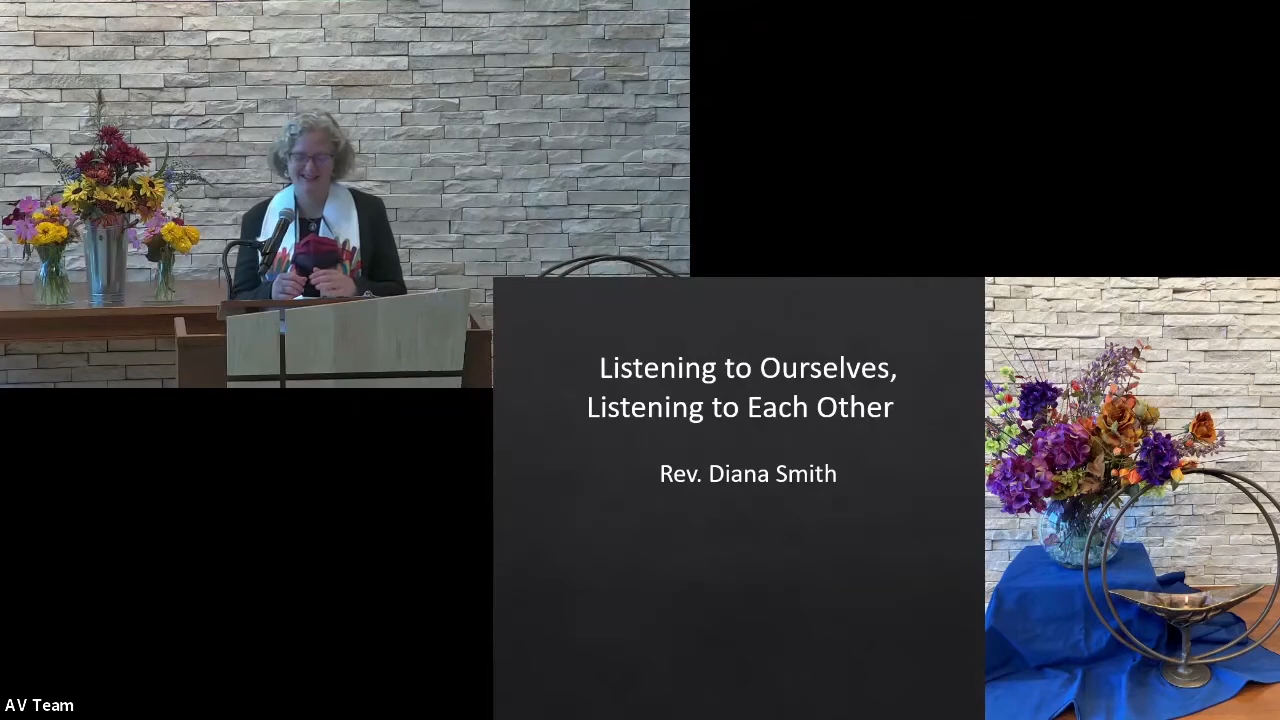 Listening to Ourselves,
Listening to Each Other
Rev. Diana Smith
AV Team